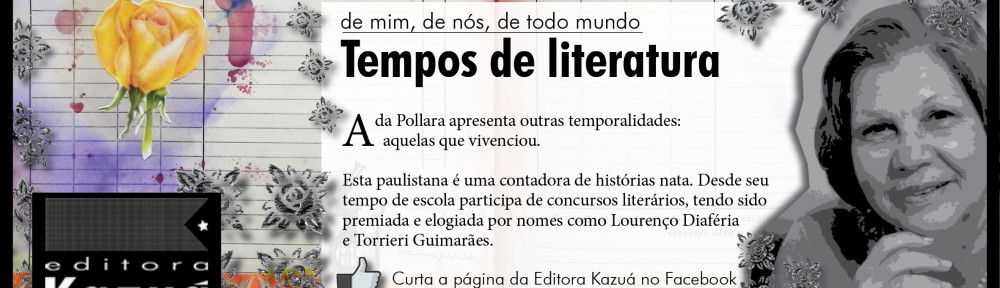 de mim, de nós, de todo mundo
Tempos de literatura
Ada Pollara apresenta outras temporalidades:
aquelas que vivenciou.
Esta paulistana é uma contadora de histórias nata. Desde seu
tempo de escola participa de concursos literários, tendo sido
premiada e elogiada por nomes como Lourenço Diaféria
e Torrieri Guimarães.
Curta a página da Editora Kazuá no Facebook
editora
Kazuá